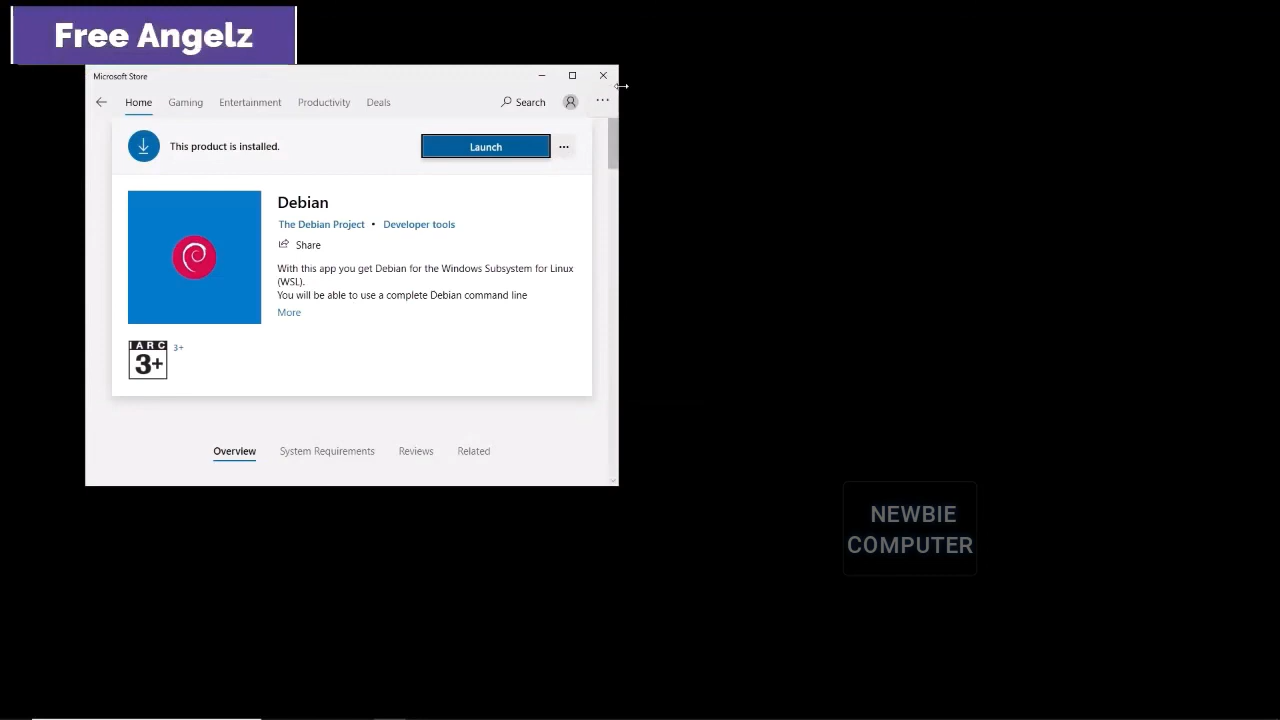 Free Angelz
Microsoft Store
Home Gaming Entertainment Productivity Deals Search
This product is installed. Launch
Debian
The Debian Project • Developer tools
Share
With this app you get Debian for the Windows Subsystem for Linux
(WSL).
You will be able to use a complete Debian command line
More
IARC
3+
3+
Overview System Requirements Reviews Related
NEWBIE
COMPUTER